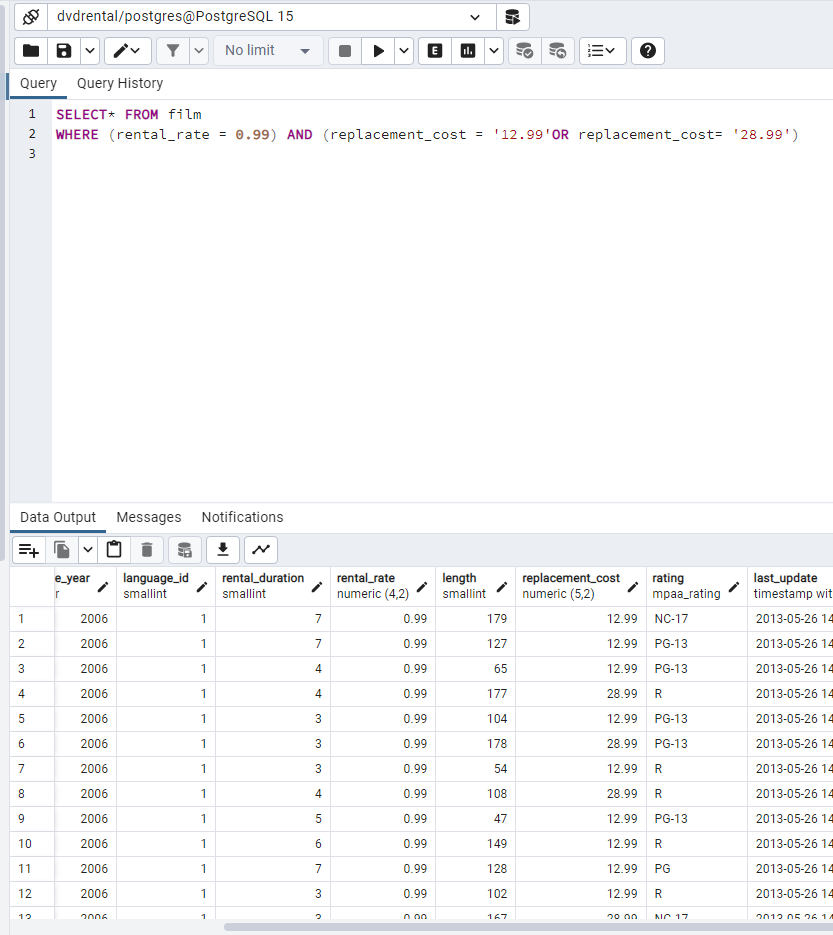 dvdrental/postgres@PostgreSQL 15
No limit
E
Query Query History
1 SELECT* FROM film
2 WHERE (rental_rate = 0.99) AND (replacement_cost = '12.99'OR replacement_cost= '28.99')
3
Data Output Messages Notifications
e_year language_id rental_duration rental_rate length replacement_cost rating last_update
r smallint smallint numeric (4,2) smallint numeric (5,2) mpaa_rating timestamp wit
1 2006 1 7 0.99 179 12.99 NC-17 2013-05-26 14
2 2006 1 7 0.99 127 12.99 PG-13 2013-05-26 14
3 2006 1 4 0.99 65 12.99 PG-13 2013-05-26 14
4 2006 1 4 0.99 177 28.99 R 2013-05-26 14
5 2006 1 3 0.99 104 12.99 PG-13 2013-05-26 14
6 2006 1 3 0.99 178 28.99 PG-13 2013-05-26 14
7 2006 1 3 0.99 54 12.99 R 2013-05-26 14
8 2006 1 4 0.99 108 28.99 R 2013-05-26 14
9 2006 1 5 0.99 47 12.99 PG-13 2013-05-26 14
10 2006 1 6 0.99 149 12.99 R 2013-05-26 14
11 2006 1 7 0.99 128 12.99 PG 2013-05-26 14
12 2006 1 3 0.99 102 12.99 R 2013-05-26 14
13 2006 1 3 0.99 167 28.99 NC-17 2013-05-26 14